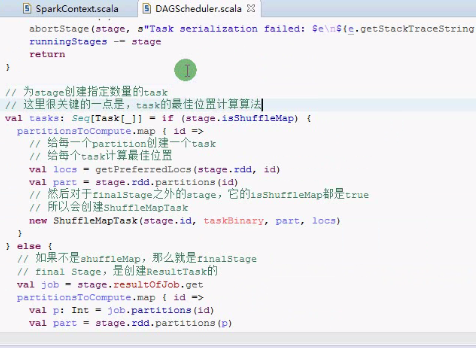 SparkContext.scala DAGScheduler.scala
abortStage(stage, s"Task serialization failed: $e\n${e.getStackTraceString
runningStages -= stage
return
}
// 为stage创建指定数量的task
// 这里很关键的一点是，task的最佳位置计算算法
val tasks: Seq[Task[_]] = if (stage.isShuffleMap) {
partitionsToCompute.map { id =>
// 给每一个partition创建一个task
// 给每个task计算最佳位置
val locs = getPreferredLocs(stage.rdd, id)
val part = stage.rdd.partitions(id)
// 然后对于finalStage之外的stage，它的isShuffleMap都是true
// 所以会创建ShuffleMapTask
new ShuffleMapTask(stage.id, taskBinary, part, locs)
}
} else {
// 如果不是shuffleMap，那么就是finalStage
// final Stage，是创建ResultTask的
val job = stage.resultOfJob.get
partitionsToCompute.map { id =>
val p: Int = job.partitions(id)
val part = stage.rdd.partitions(p)